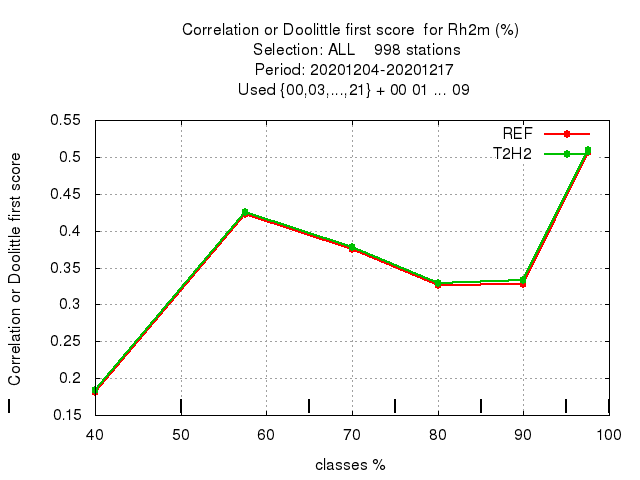 Correlation or Doolittle first score  for Rh2m (%)
Selection: ALL    998 stations
Period: 20201204-20201217
Used {00,03,...,21} + 00 01 ... 09
REF
T2H2
Correlation or Doolittle first score
0.55
0.5
0.45
0.4
0.35
0.3
0.25
0.2
0.15
40 50 60 70 80 90 100
classes %